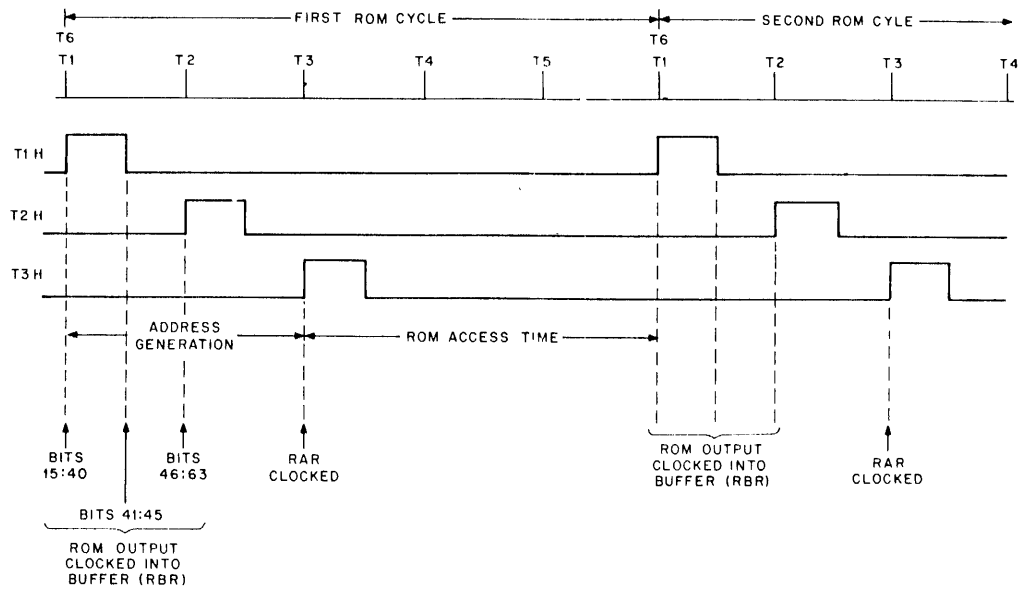 FIRST ROM CYCLE
SECOND ROM CYLE
T6
T6
T1
T2
T3
T4
T5
T1
T2
T3
T4
T1 H
T2 H
T3 H
ADDRESS
GENERATION
ROM ACCESS TIME
BITS
15:40
BITS
46:63
RAR
CLOCKED
BITS 41:45
ROM OUTPUT
CLOCKED INTO
BUFFER (RBR)
ROM OUTPUT
CLOCKED INTO
BUFFER (RBR)
RAR
CLOCKED